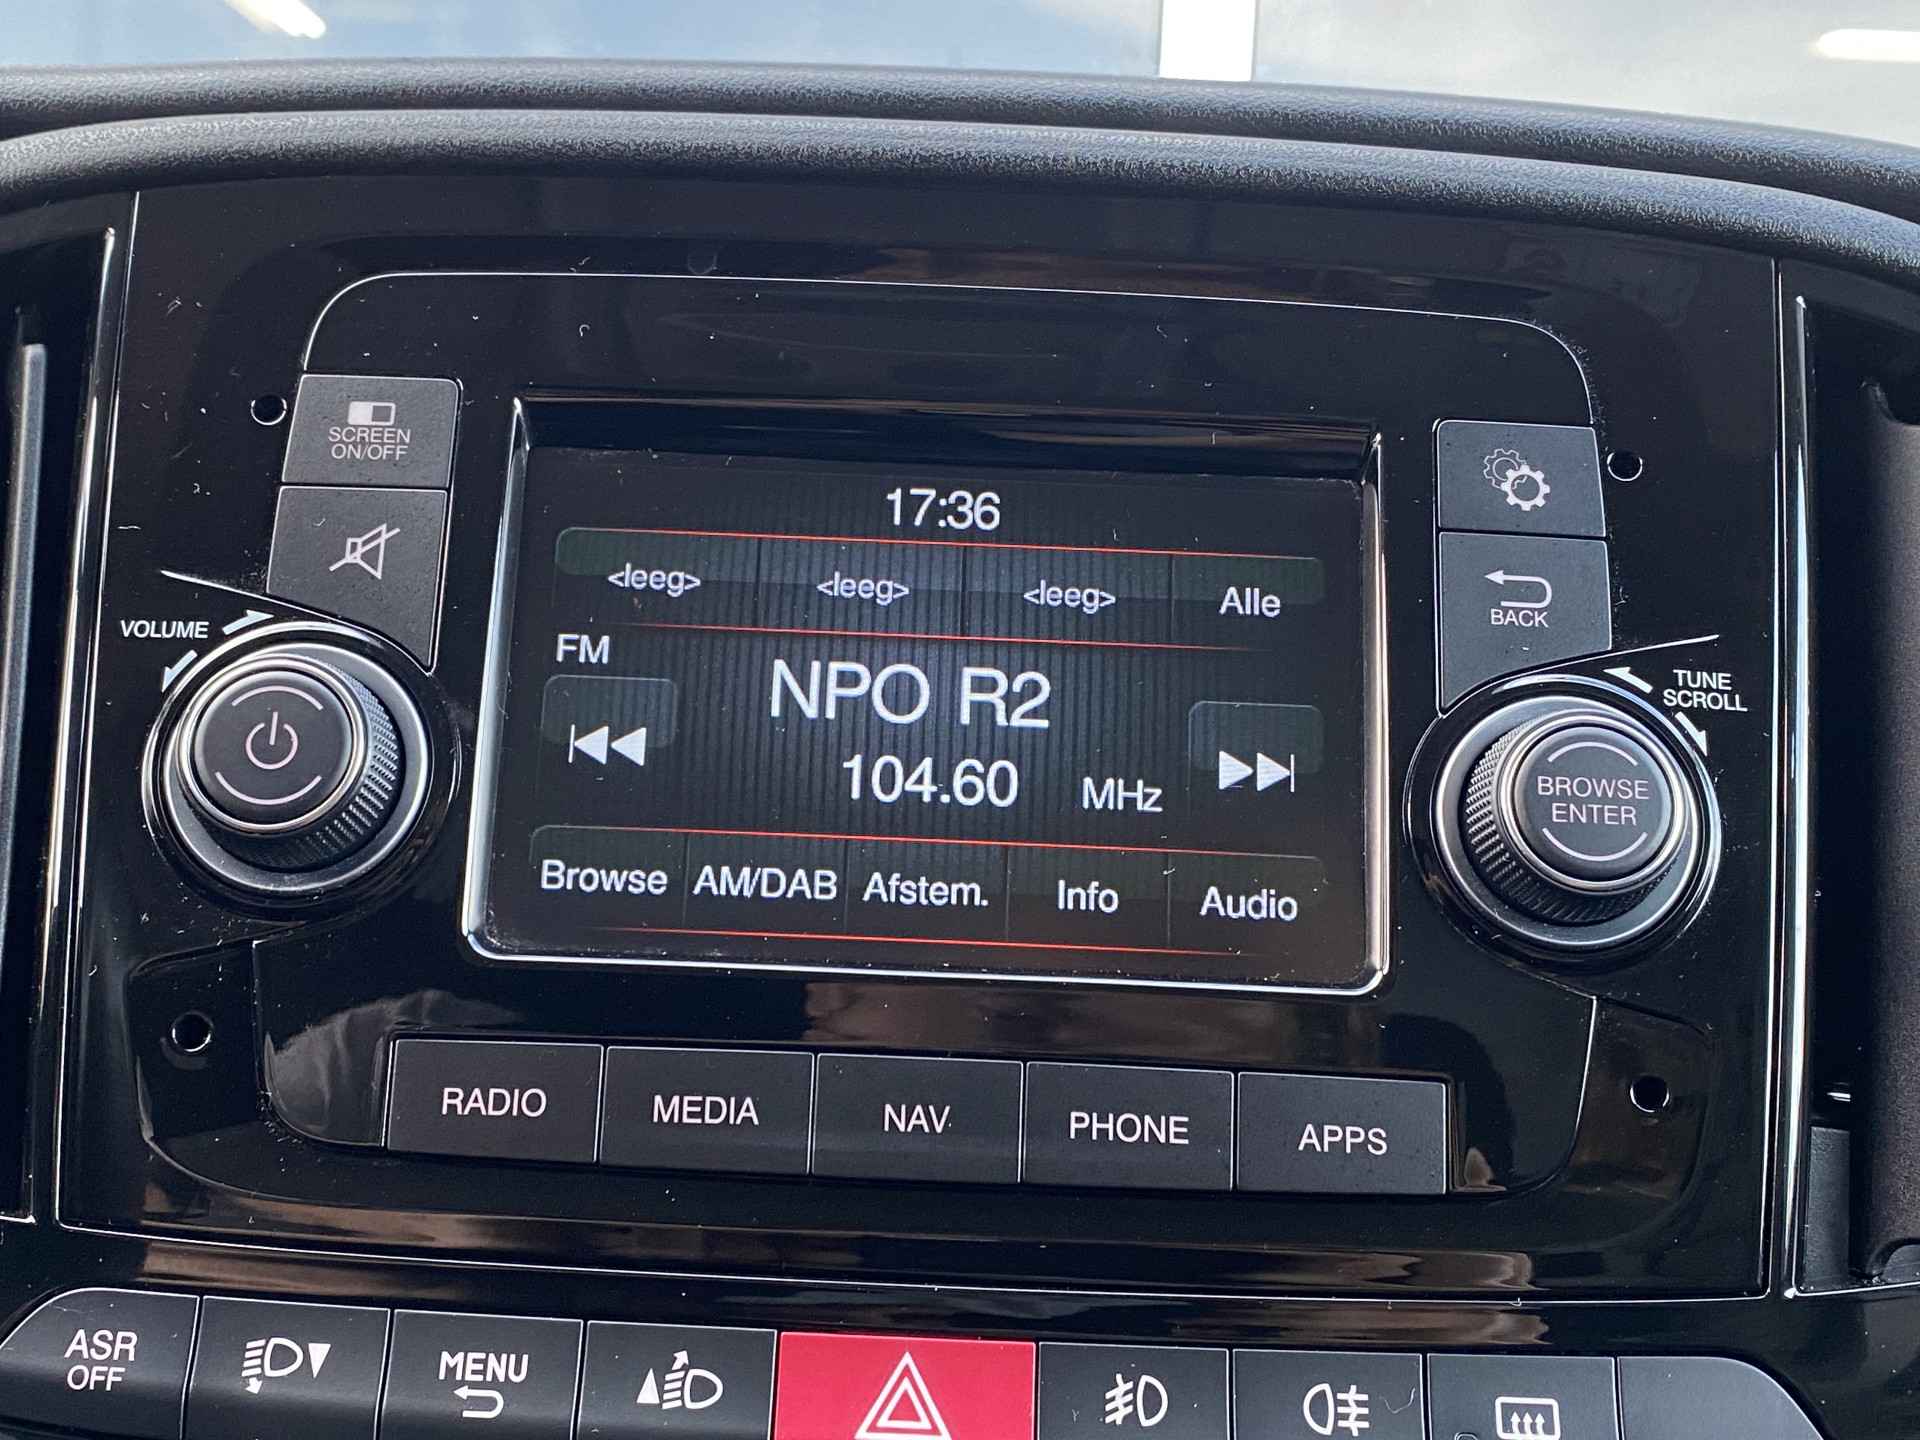 SCREEN
ON/OFF
VOLUME
17:36
<leeg> <leeg> <leeg> Alle
FM
NPO R2
104.60 MHz
Browse AM/DAB Afstem. Info Audio
BACK
TUNE
SCROLL
BROWSE
ENTER
RADIO MEDIA NAV PHONE APPS
ASR
OFF
MENU